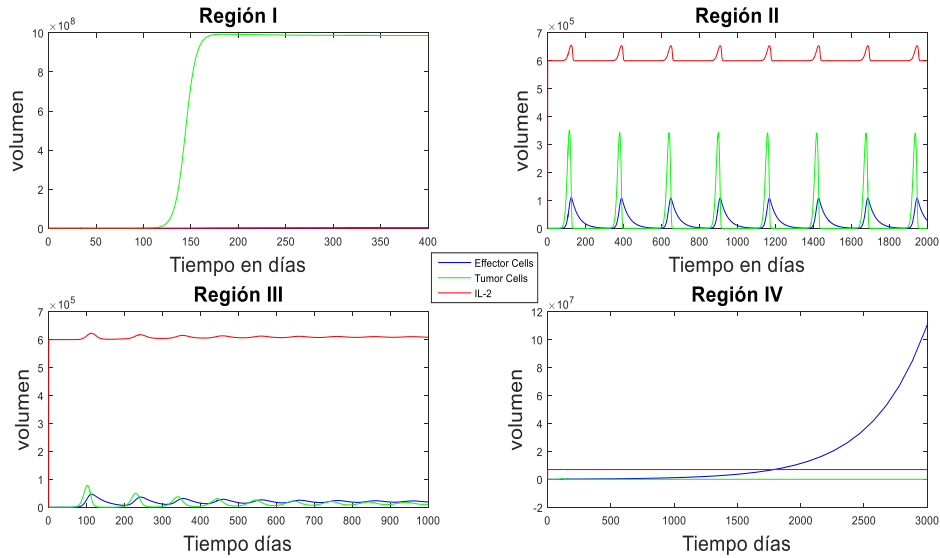 Región I
×10^8
10
8
6
4
2
0
volumen
0 50 100 150 200 250 300 350 400
Tiempo en días
Región II
×10^5
7
6
5
4
3
2
1
0
volumen
0 200 400 600 800 1000 1200 1400 1600 1800 2000
Tiempo en días
Effector Cells
Tumor Cells
IL-2
Región III
×10^5
7
6
5
4
3
2
1
0
volumen
0 100 200 300 400 500 600 700 800 900 1000
Tiempo días
Región IV
×10^7
12
10
8
6
4
2
0
-2
volumen
0 500 1000 1500 2000 2500 3000
Tiempo días